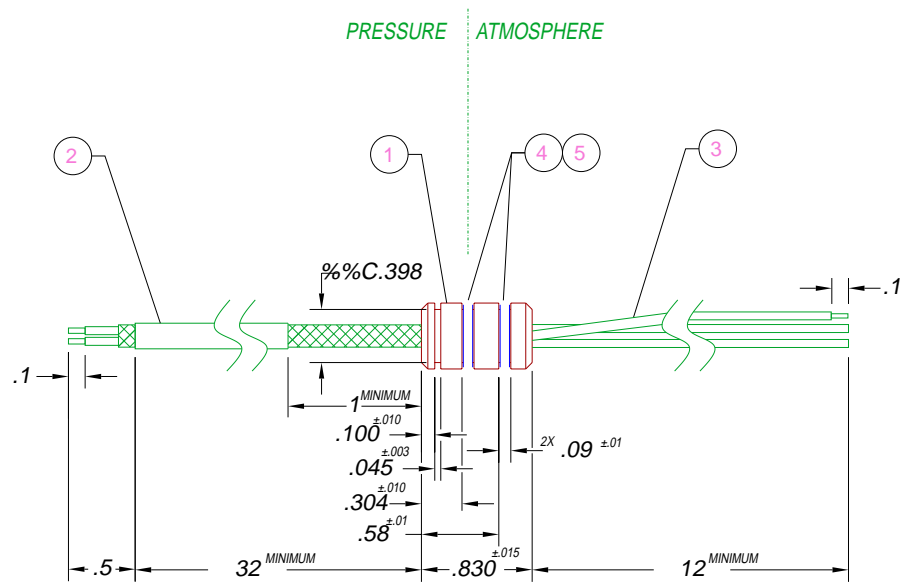 PRESSURE ATMOSPHERE
2 1 4 5 3
%%C.398
.1
.1
1 MINIMUM
.100 ±.010
2X .09 ±.01
.045 ±.003
.304 ±.010
.58 ±.01
.5 32 MINIMUM .830 ±.015 12 MINIMUM